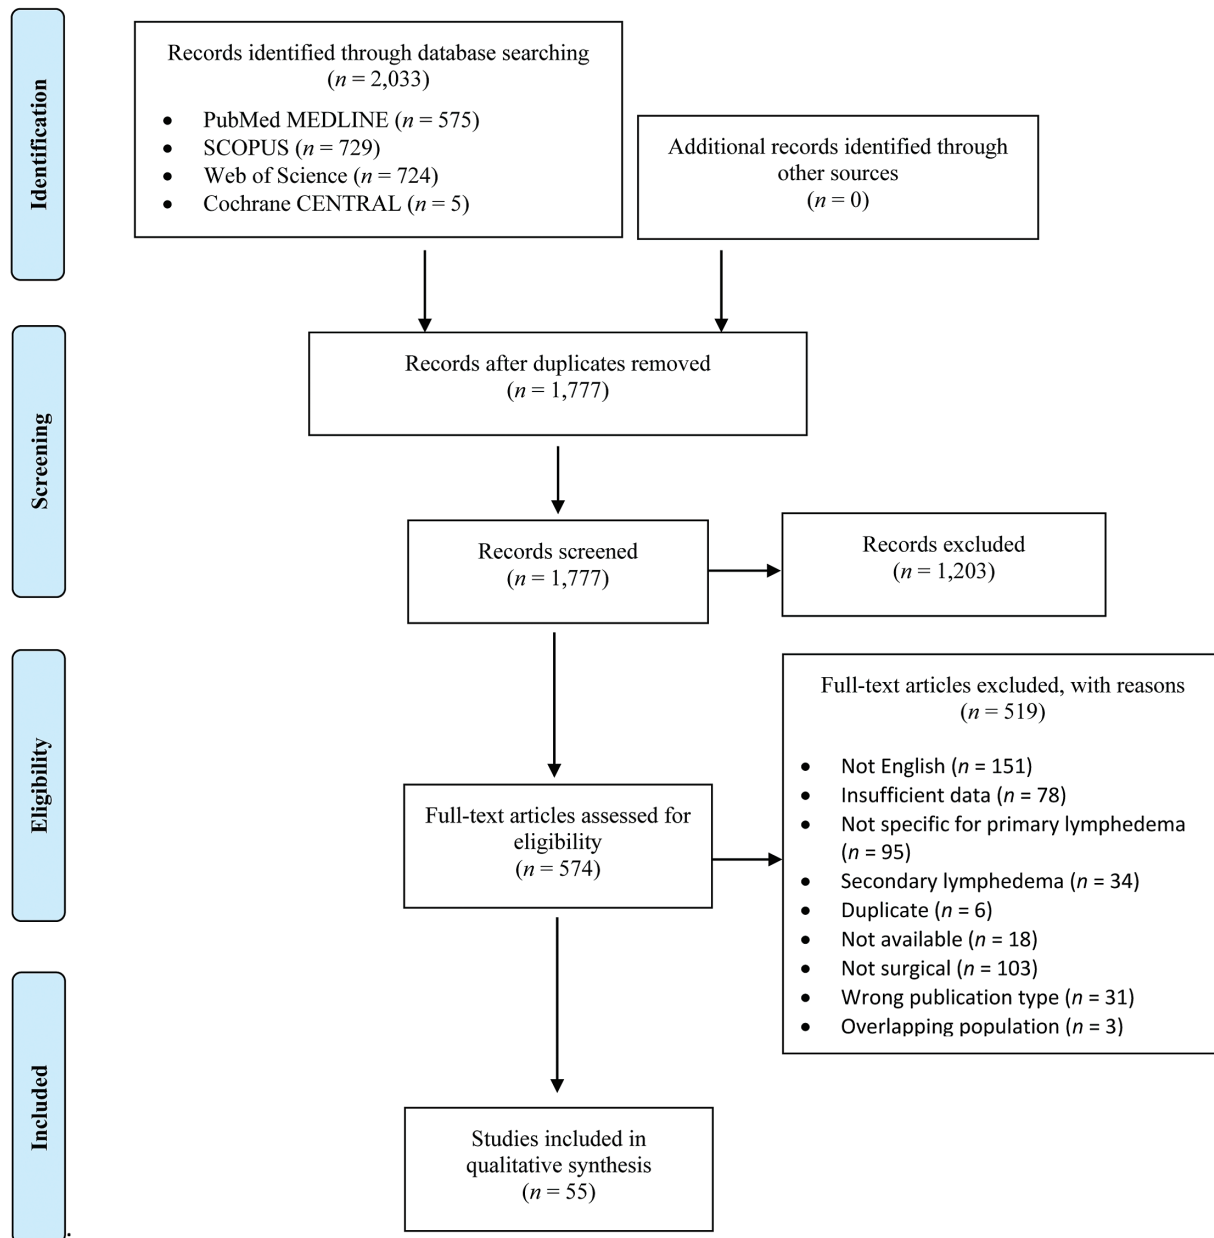 Identification
Records identified through database searching
(n = 2,033)
• PubMed MEDLINE (n = 575)
• SCOPUS (n = 729)
• Web of Science (n = 724)
• Cochrane CENTRAL (n = 5)
Additional records identified through
other sources
(n = 0)
Screening
Records after duplicates removed
(n = 1,777)
Records screened
(n = 1,777)
Records excluded
(n = 1,203)
Eligibility
Full-text articles assessed for
eligibility
(n = 574)
Full-text articles excluded, with reasons
(n = 519)
• Not English (n = 151)
• Insufficient data (n = 78)
• Not specific for primary lymphedema
(n = 95)
• Secondary lymphedema (n = 34)
• Duplicate (n = 6)
• Not available (n = 18)
• Not surgical (n = 103)
• Wrong publication type (n = 31)
• Overlapping population (n = 3)
Included
Studies included in
qualitative synthesis
(n = 55)
.